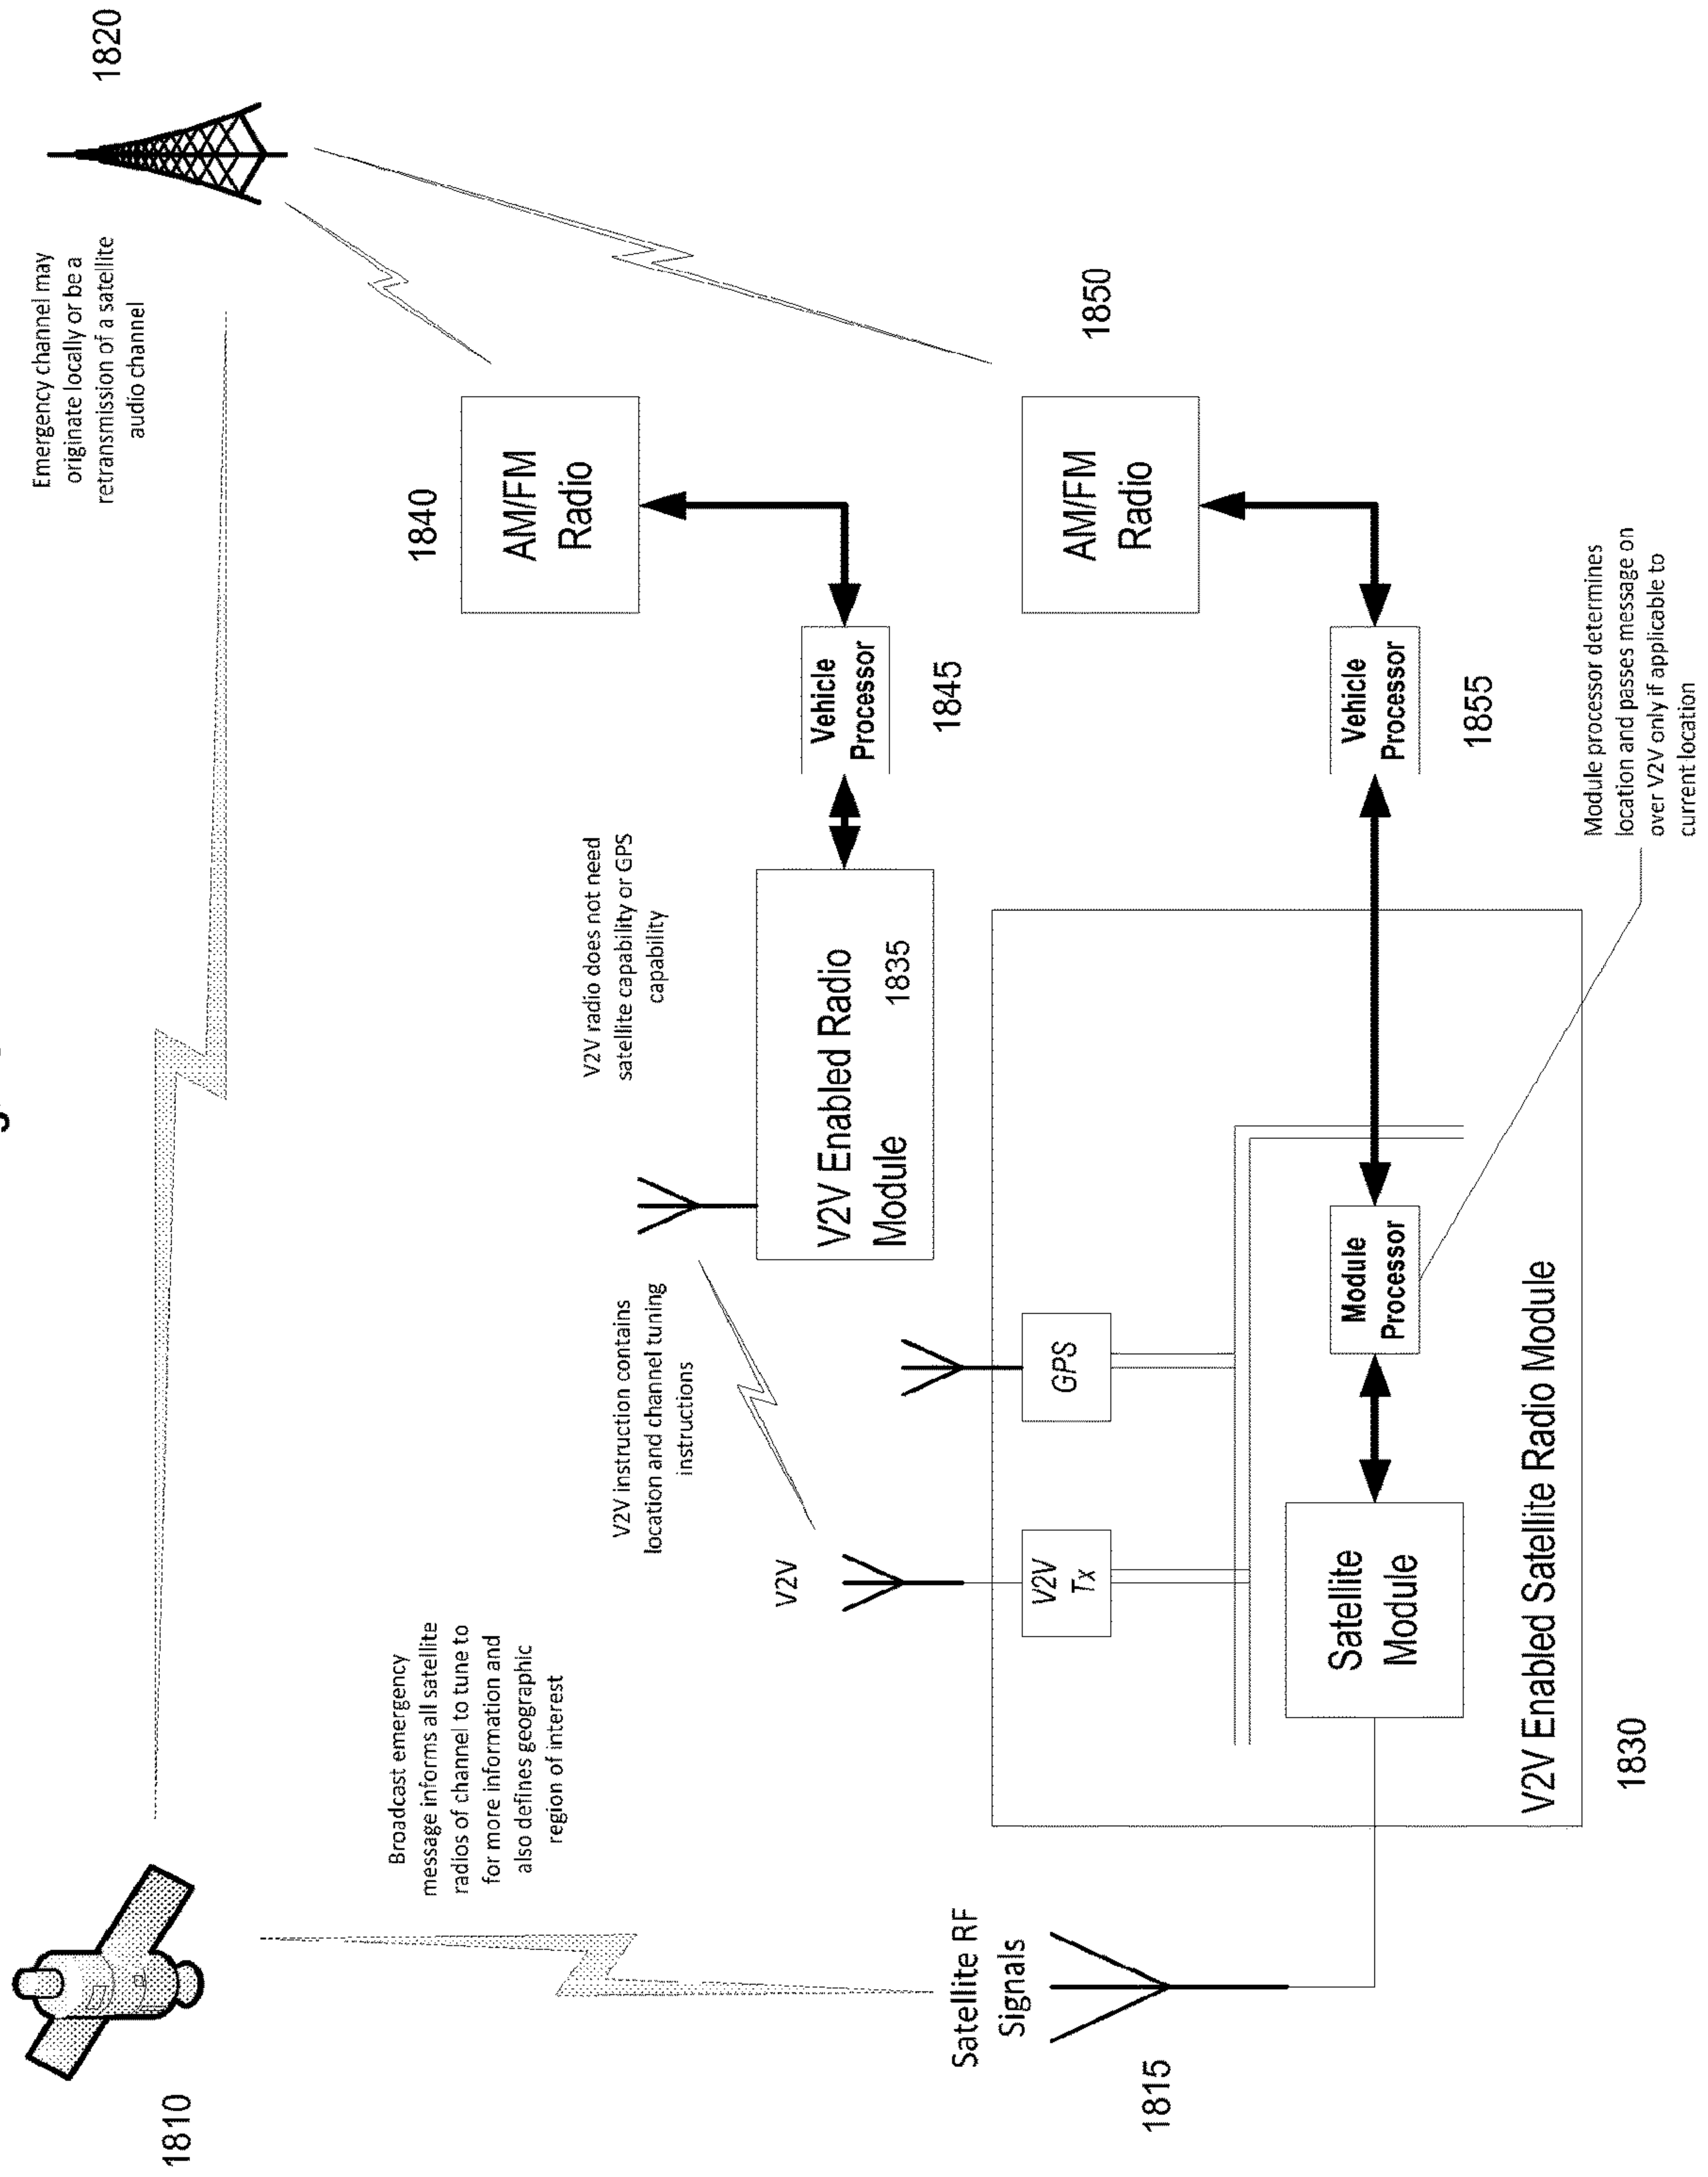 1820
Emergency channel may
originate locally or be a
retransmission of a satellite
audio channel
1810
Broadcast emergency
message informs all satellite
radios of channel to tune to
for more information and
also defines geographic
region of interest
1840
AM/FM
Radio
V2V radio does not need
satellite capability or GPS
capability
V2V instruction contains
location and channel tuning
instructions
V2V
V2V Enabled Radio
Module
1835
Vehicle
Processor
1845
Satellite RF
Signals
1815
V2V
Tx
GPS
1850
AM/FM
Radio
Satellite
Module
Module
Processor
Vehicle
Processor
1855
V2V Enabled Satellite Radio Module
1830
Module processor determines
location and passes message on
over V2V only if applicable to
current location